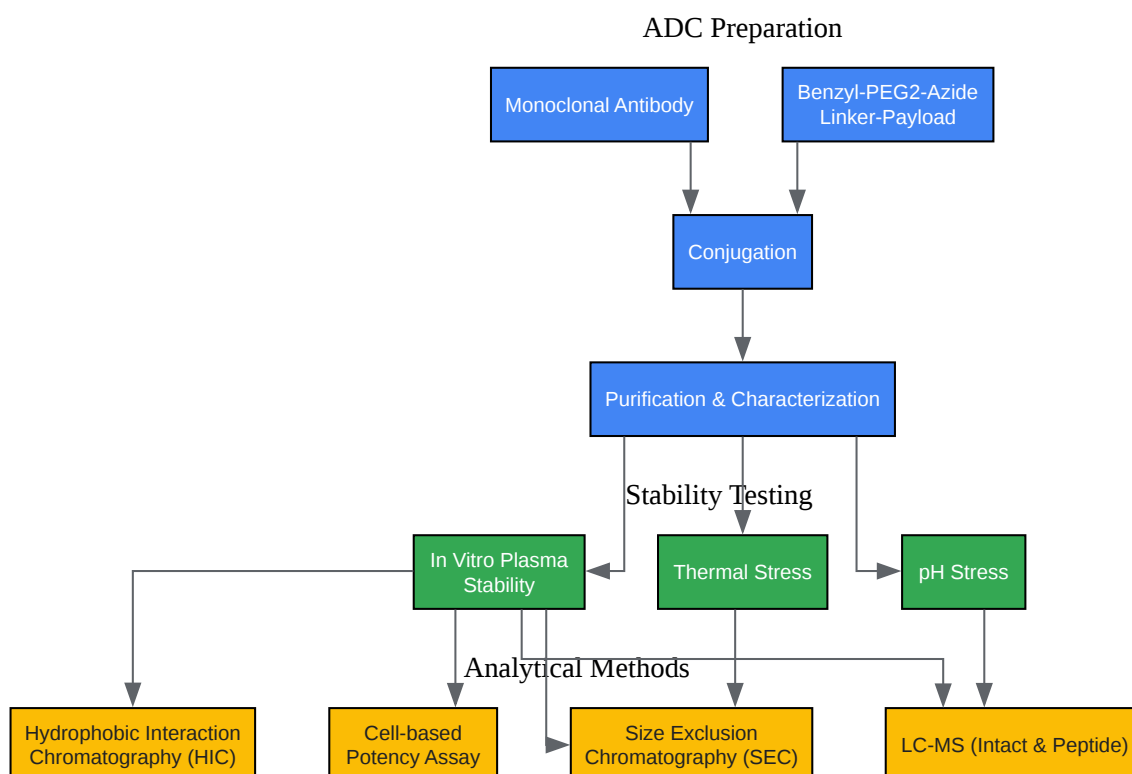 ADC Preparation
Monoclonal Antibody
Benzyl-PEG2-Azide
Linker-Payload
Conjugation
Purification & Characterization
Stability Testing
In Vitro Plasma
Stability
Thermal Stress
pH Stress
Analytical Methods
Hydrophobic Interaction
Chromatography (HIC)
Cell-based
Potency Assay
Size Exclusion
Chromatography (SEC)
LC-MS (Intact & Peptide)